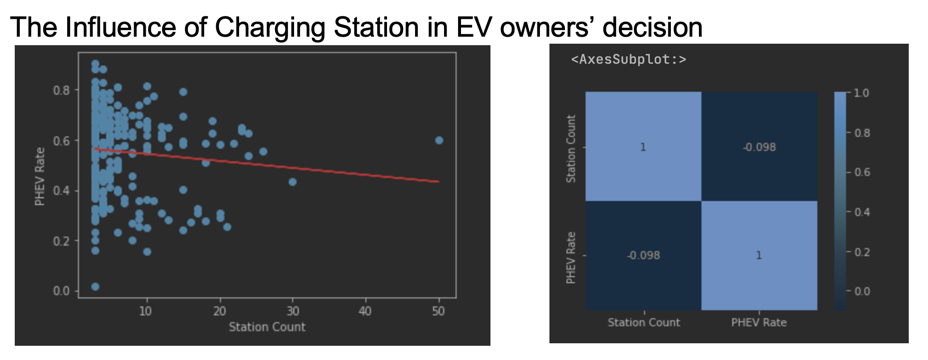 The Influence of Charging Station in EV owners’ decision
0.8
0.6
0.4
0.2
0.0
PHEV Rate
10
20
30
40
50
Station Count
<AxesSubplot:>
Station Count
PHEV Rate
1
-0.098
-0.098
1
Station Count
PHEV Rate
1.0
0.8
0.6
0.4
0.2
0.0